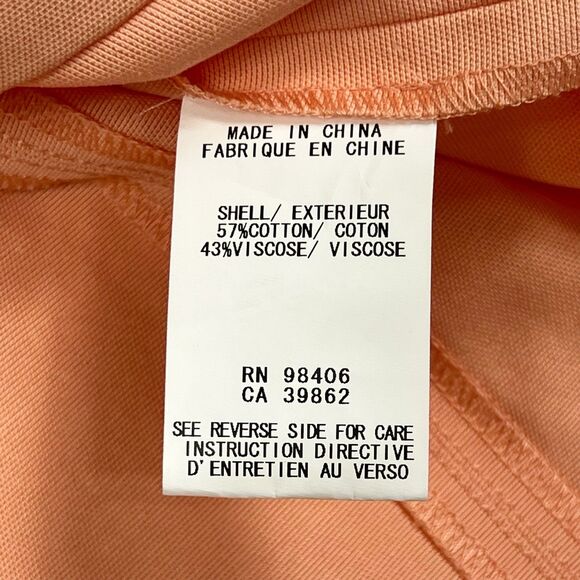 MADE IN CHINA
FABRIQUE EN CHINE
SHELL/ EXTERIEUR
57%COTTON/ COTON
43%VISCOSE/ VISCOSE
RN 98406
CA 39862
SEE REVERSE SIDE FOR CARE
INSTRUCTION DIRECTIVE
D'ENTRETIEN AU VERSO